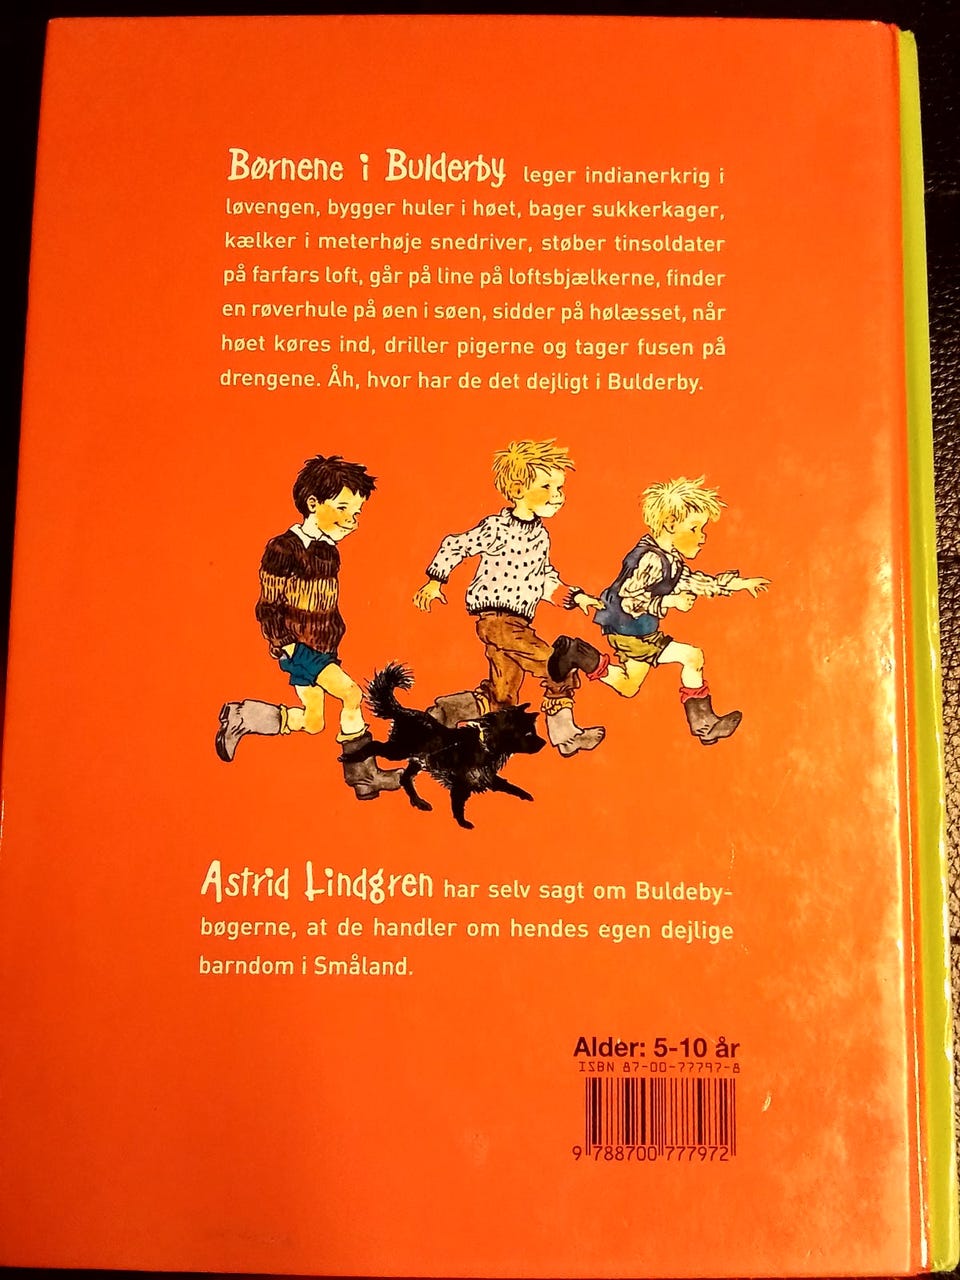 Børnene i Bulderby leger indianerkrig i
løvengen, bygger huler i høet, bager sukkerkager,
kælker i meterhøje snedriver, støber tinsoldater
på farfars loft, går på line på loftsbjælkerne, finder
en røverhule på øen i søen, sidder på hølæsset, når
høet køres ind, driller pigerne og tager fusen på
drengene. Åh, hvor har de det dejligt i Bulderby.
Astrid Lindgren har selv sagt om Buldeby-
bøgerne, at de handler om hendes egen dejlige
barndom i Småland.
Alder: 5-10 år
ISBN 87-00-77797-8
9 788700 777972